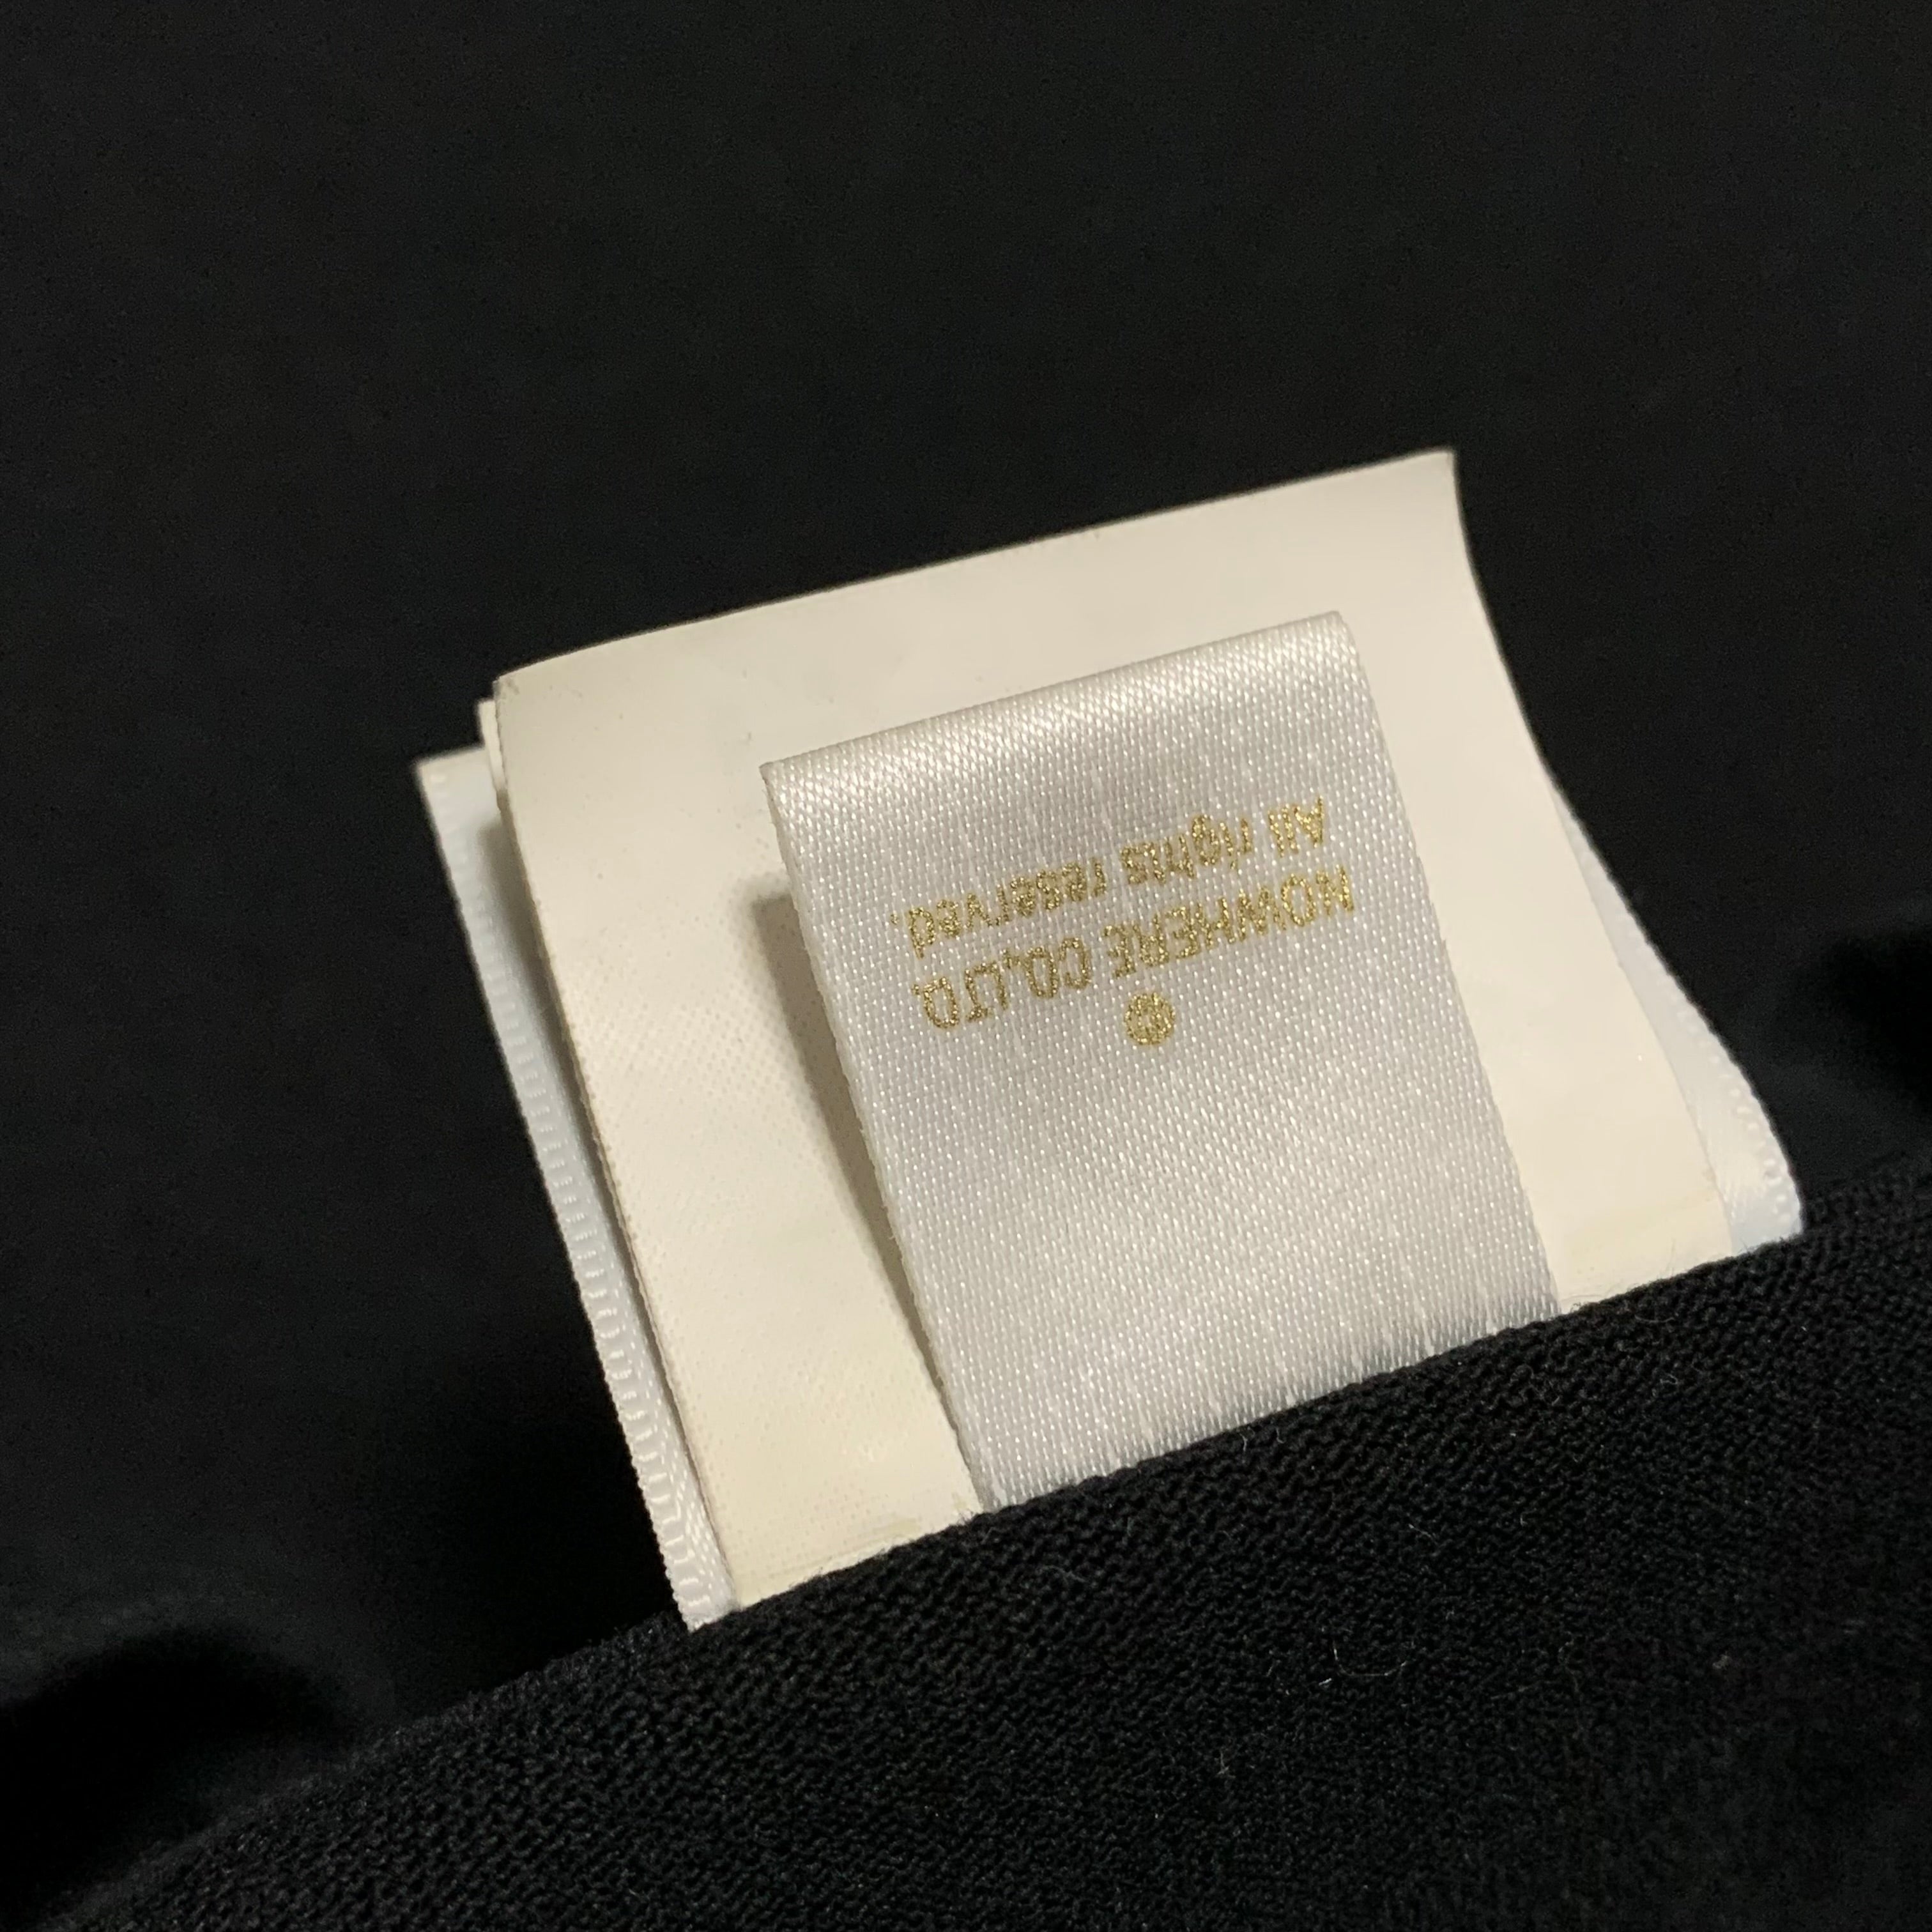 ©
NOWHERE CO,LTD
All rights reserved.